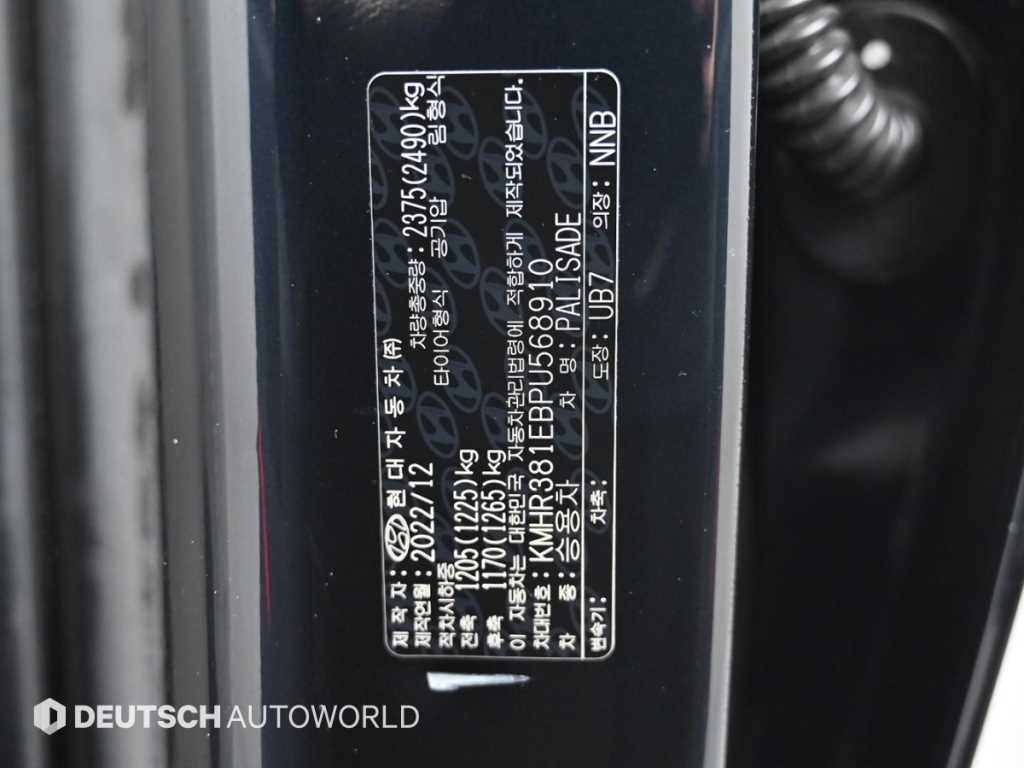 제 작 자 : 현 대 자 동 차 (주)
제작연월 : 2022/12 차량총중량 : 2375(2490)kg
적차시하중 타이어형식 공기압 림형식
전축 1205(1225)kg
후축 1170(1265)kg
이 자동차는 대한민국 자동차관리법령에 적합하게 제작되었습니다.
차대번호 : KMHR381EBPU568910
차 종 : 승용차 차 명 : PALISADE
변속기: 차축: 도장: UB7 의장: NNB
DEUTSCH AUTOWORLD